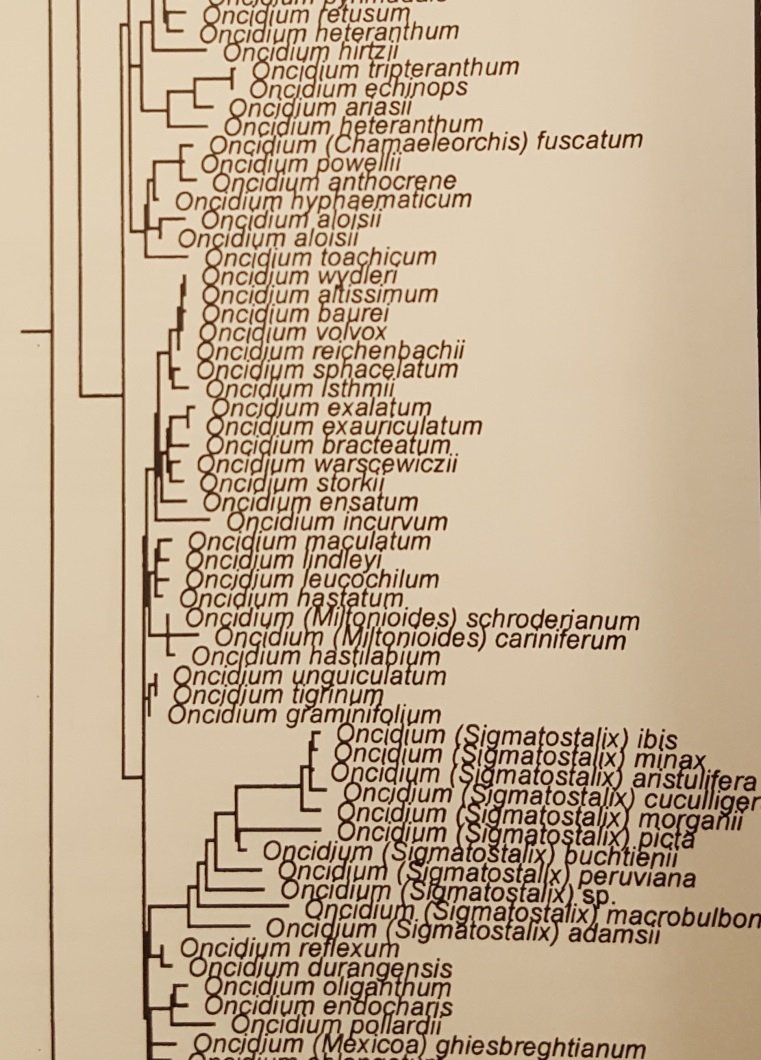 Oncidium retusum
Oncidium heteranthum
Oncidium hirtzii
Oncidium tripteranthum
Oncidium echinops
Oncidium ariasii
Oncidium heteranthum
Oncidium (Chamaeleorchis) fuscatum
Oncidium powellii
Oncidium anthocrene
Oncidium hyphaematicum
Oncidium aloisii
Oncidium aloisii
Oncidium toachicum
Oncidium wydleri
Oncidium altissimum
Oncidium baurei
Oncidium volvox
Oncidium reichenbachii
Oncidium sphacelatum
Oncidium Isthmii
Oncidium exalatum
Oncidium exauriculatum
Oncidium bracteatum
Oncidium warscewiczii
Oncidium storkii
Oncidium ensatum
Oncidium incurvum
Oncidium maculatum
Oncidium lindleyi
Oncidium leucochilum
Oncidium hastatum
Oncidium (Miltonioides) schroderianum
Oncidium (Miltonioides) cariniferum
Oncidium hastilabium
Oncidium unguiculatum
Oncidium tigrinum
Oncidium graminifolium
Oncidium (Sigmatostalix) ibis
Oncidium (Sigmatostalix) minax
Oncidium (Sigmatostalix) aristulifera
Oncidium (Sigmatostalix) cuculliger
Oncidium (Sigmatostalix) morganii
Oncidium (Sigmatostalix) picta
Oncidium (Sigmatostalix) buchtienii
Oncidium (Sigmatostalix) peruviana
Oncidium (Sigmatostalix) sp.
Oncidium (Sigmatostalix) macrobulbon
Oncidium (Sigmatostalix) adamsii
Oncidium reflexum
Oncidium durangensis
Oncidium oliganthum
Oncidium endocharis
Oncidium pollardii
Oncidium (Mexicoa) ghiesbreghtianum